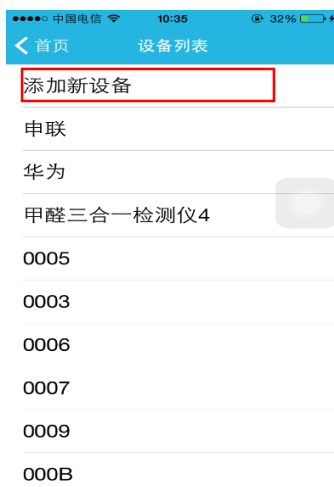 中国电信 10:35 32%
首页 设备列表
添加新设备
申联
华为
甲醛三合一检测仪4
0005
0003
0006
0007
0009
000B